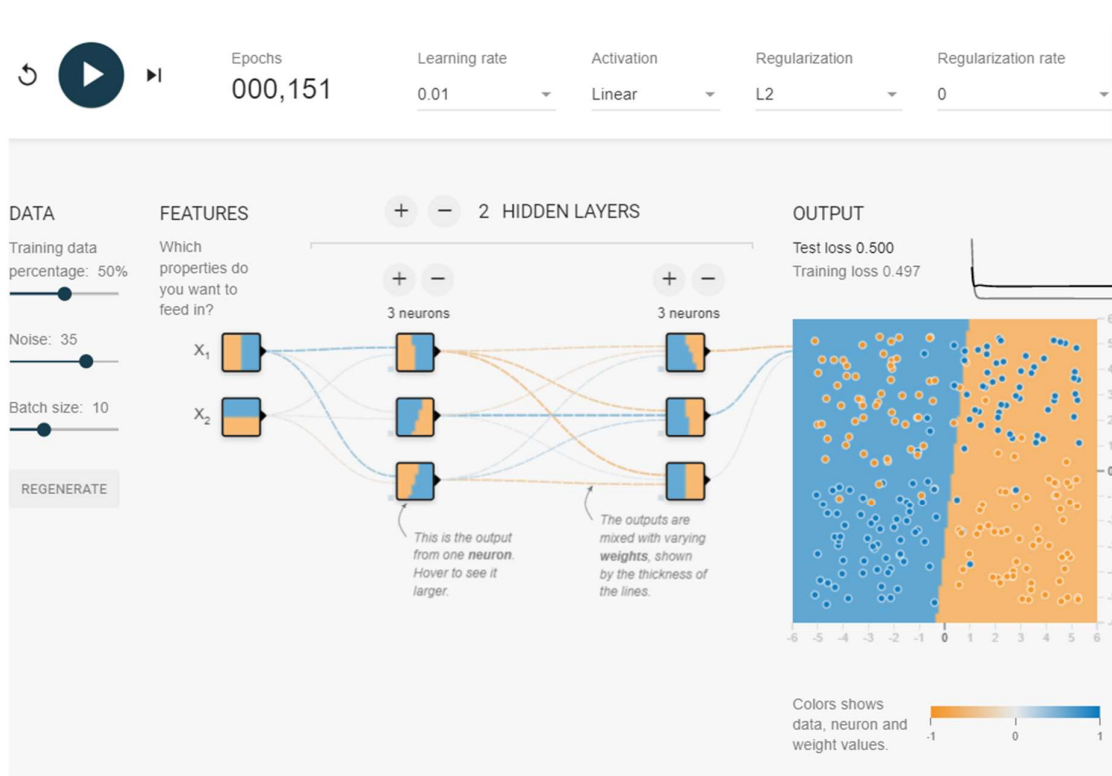 Epochs
000,151
Learning rate
0.01
Activation
Linear
Regularization
L2
Regularization rate
0
DATA
Training data
percentage: 50%
Noise: 35
Batch size: 10
REGENERATE
FEATURES
Which
properties do
you want to
feed in?
X1
X2
+ − 2 HIDDEN LAYERS
+ −
3 neurons
+ −
3 neurons
This is the output
from one neuron.
Hover to see it
larger.
The outputs are
mixed with varying
weights, shown
by the thickness of
the lines.
OUTPUT
Test loss 0.500
Training loss 0.497
-6 -5 -4 -3 -2 -1 0 1 2 3 4 5 6
Colors shows
data, neuron and
weight values.
-1 0 1